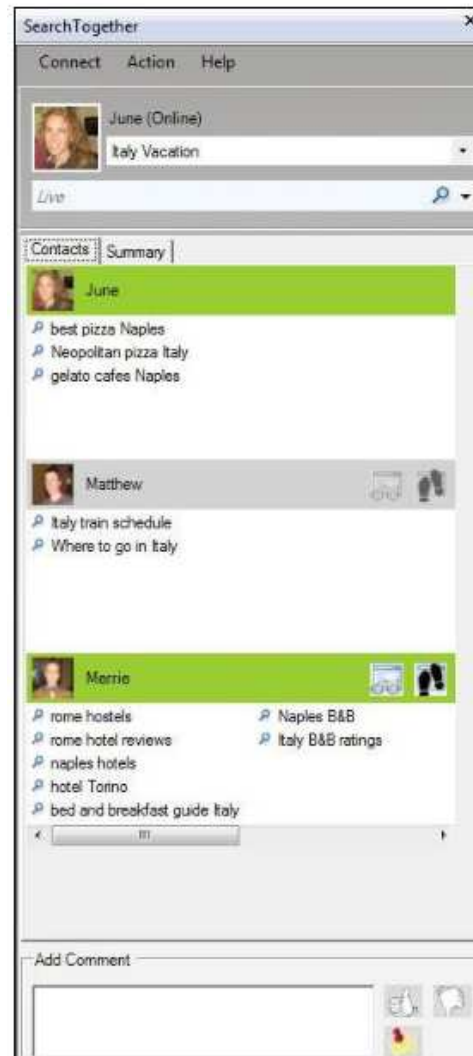 SearchTogether
Connect Action Help
June (Online)
Italy Vacation
Live
Contacts Summary
June
best pizza Naples
Neopolitan pizza Italy
gelato cafes Naples
Matthew
Italy train schedule
Where to go in Italy
Merrie
rome hostels Naples B&B
rome hotel reviews Italy B&B ratings
naples hotels
hotel Torino
bed and breakfast guide Italy
Add Comment